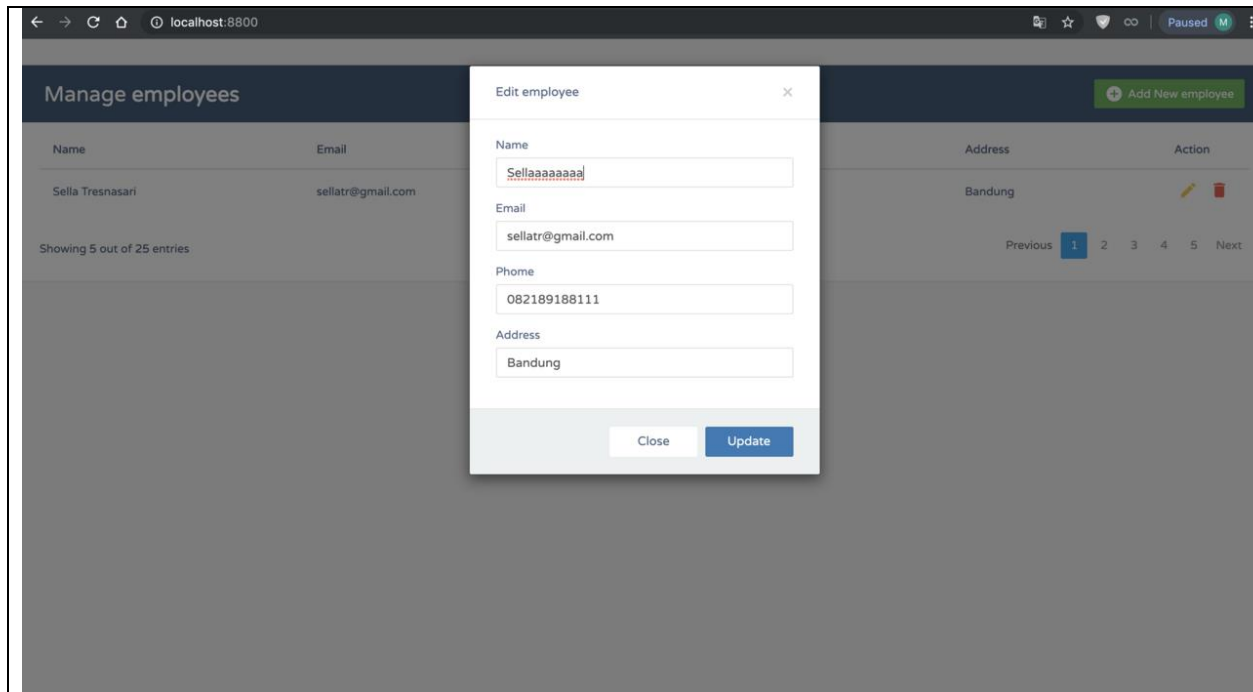 localhost:8800
Paused M
Manage employees
Add New employee
Name Email Address Action
Sella Tresnasari sellatr@gmail.com Bandung
Showing 5 out of 25 entries
Previous 1 2 3 4 5 Next
Edit employee ×
Name
Sellaaaaaaaa
Email
sellatr@gmail.com
Phome
082189188111
Address
Bandung
Close Update